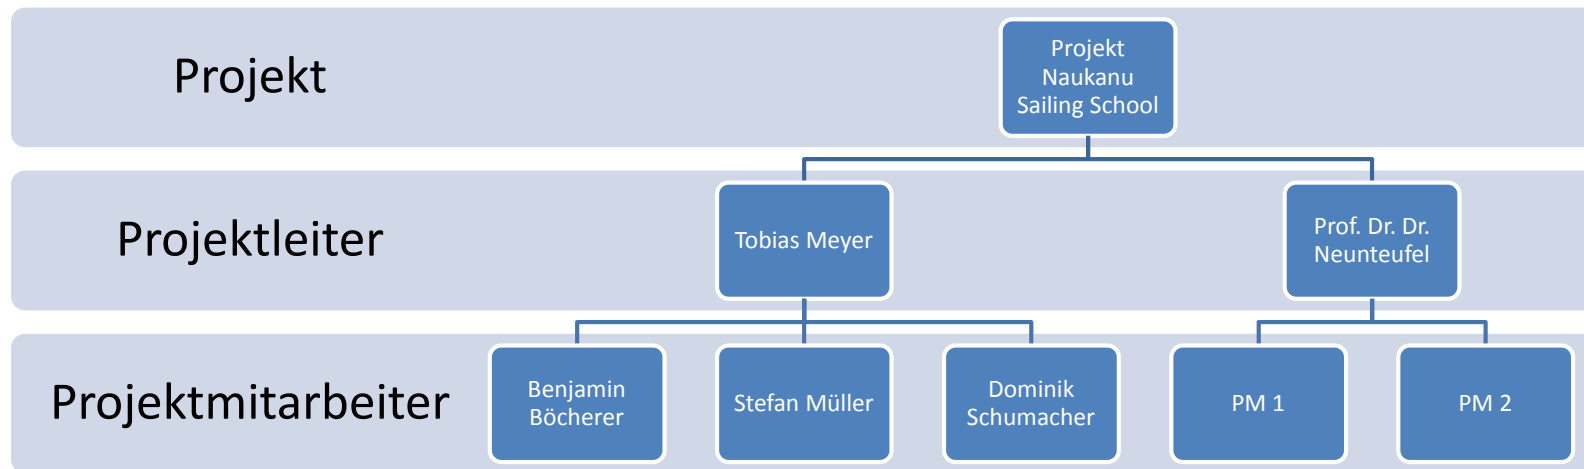 Projekt
Projekt
Naukanu
Sailing School
Projektleiter
Tobias Meyer
Prof. Dr. Dr.
Neunteufel
Projektmitarbeiter
Benjamin
Böcherer
Stefan Müller
Dominik
Schumacher
PM 1
PM 2